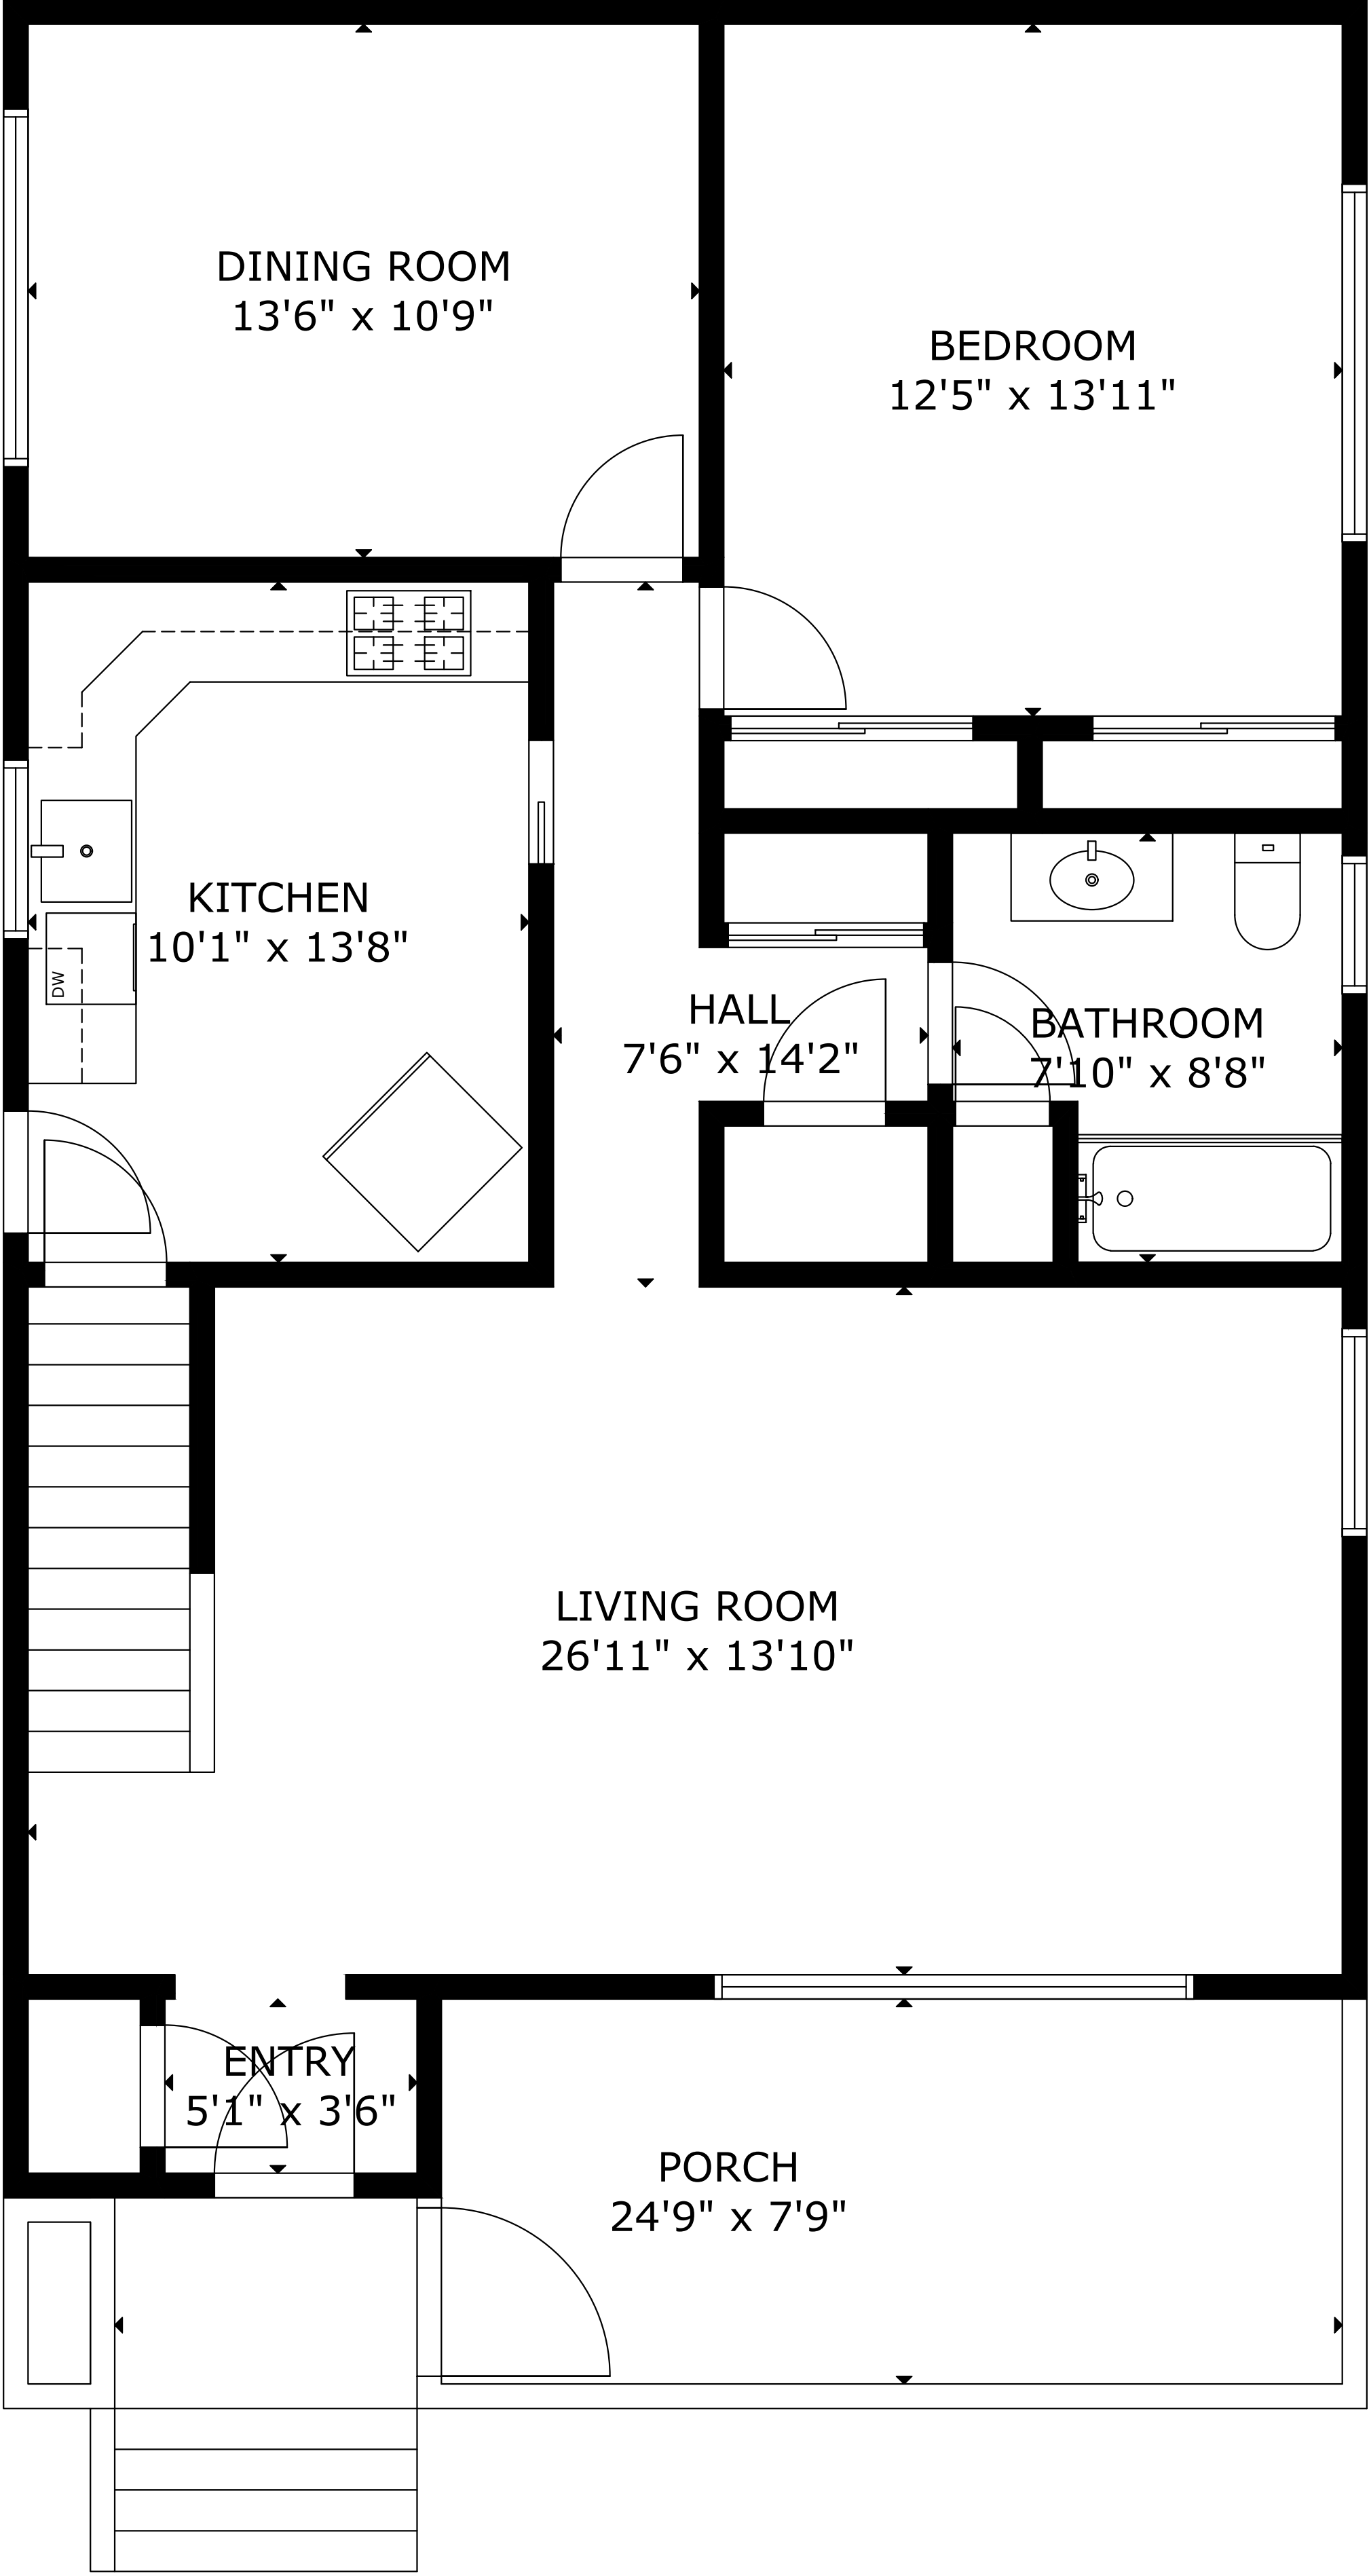 DINING ROOM
13'6" x 10'9"
BEDROOM
12'5" x 13'11"
KITCHEN
10'1" x 13'8"
DW
HALL
7'6" x 14'2"
BATHROOM
7'10" x 8'8"
LIVING ROOM
26'11" x 13'10"
ENTRY
5'1" x 3'6"
PORCH
24'9" x 7'9"